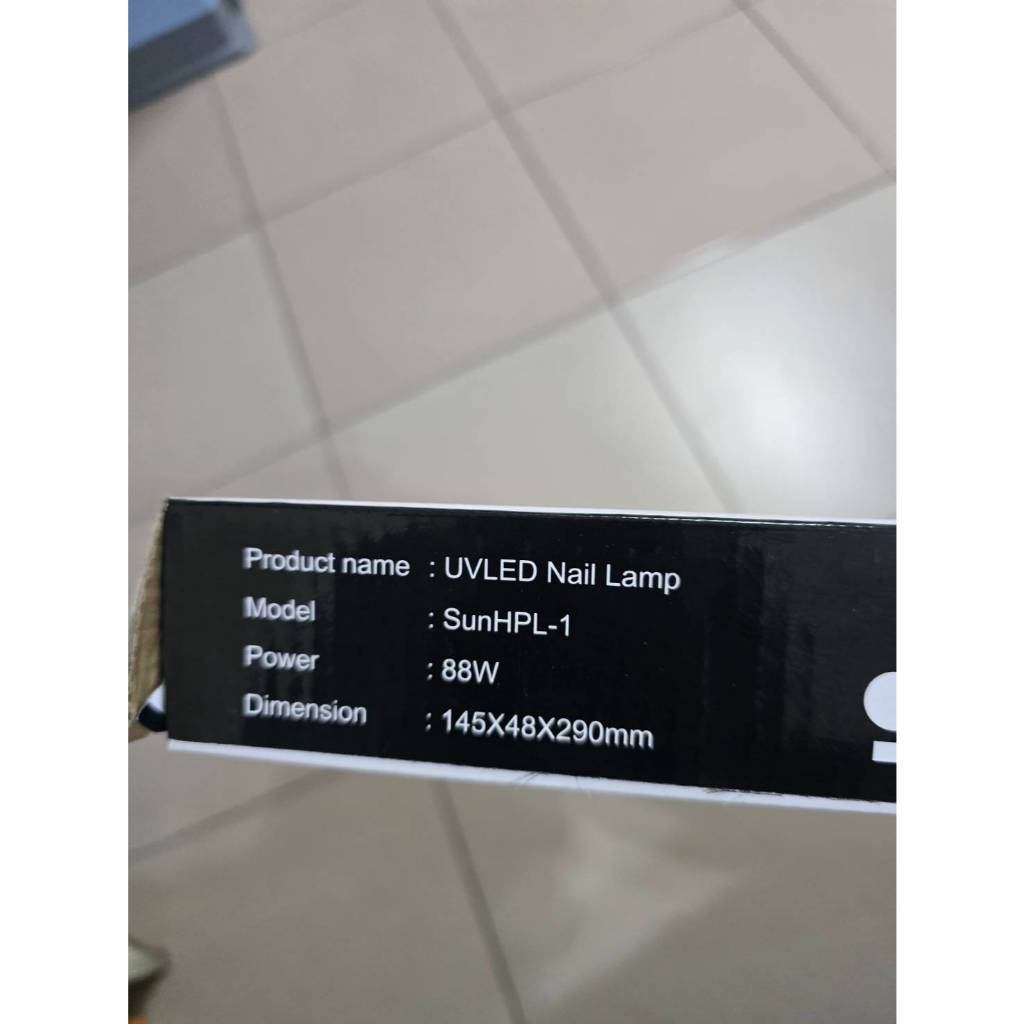 Product name : UVLED Nail Lamp
Model : SunHPL-1
Power : 88W
Dimension : 145X48X290mm